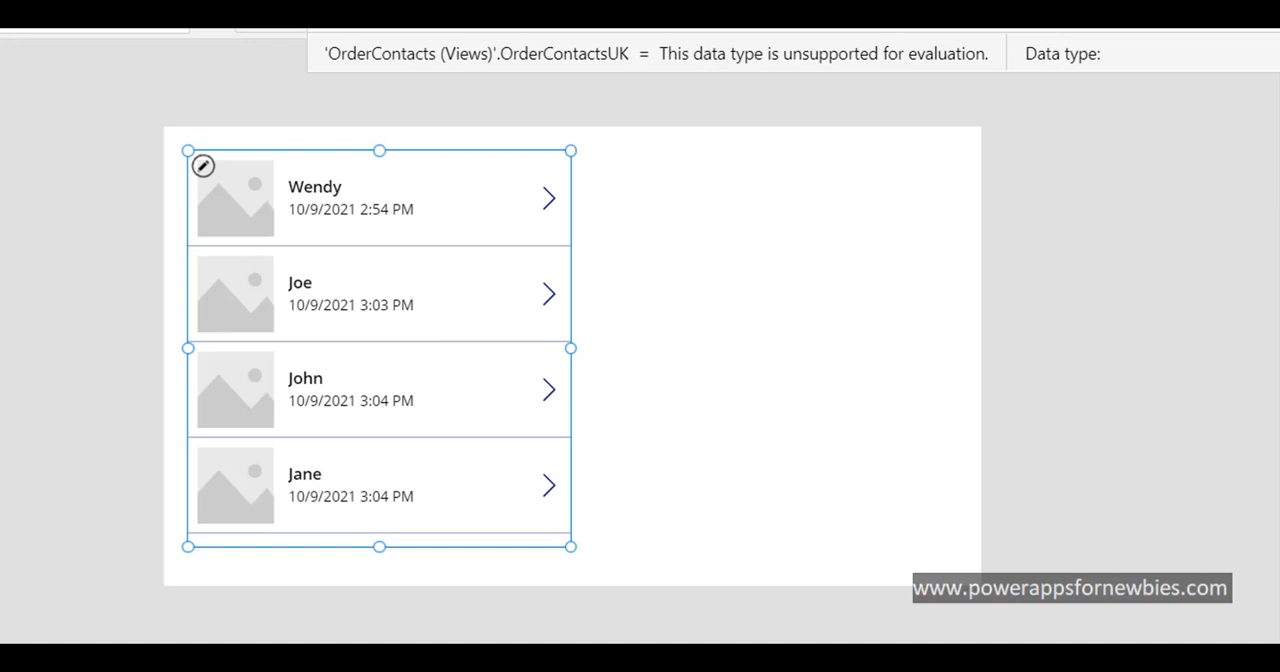 'OrderContacts (Views)'.OrderContactsUK = This data type is unsupported for evaluation. Data type:
Wendy
10/9/2021 2:54 PM
Joe
10/9/2021 3:03 PM
John
10/9/2021 3:04 PM
Jane
10/9/2021 3:04 PM
www.powerappsfornewbies.com